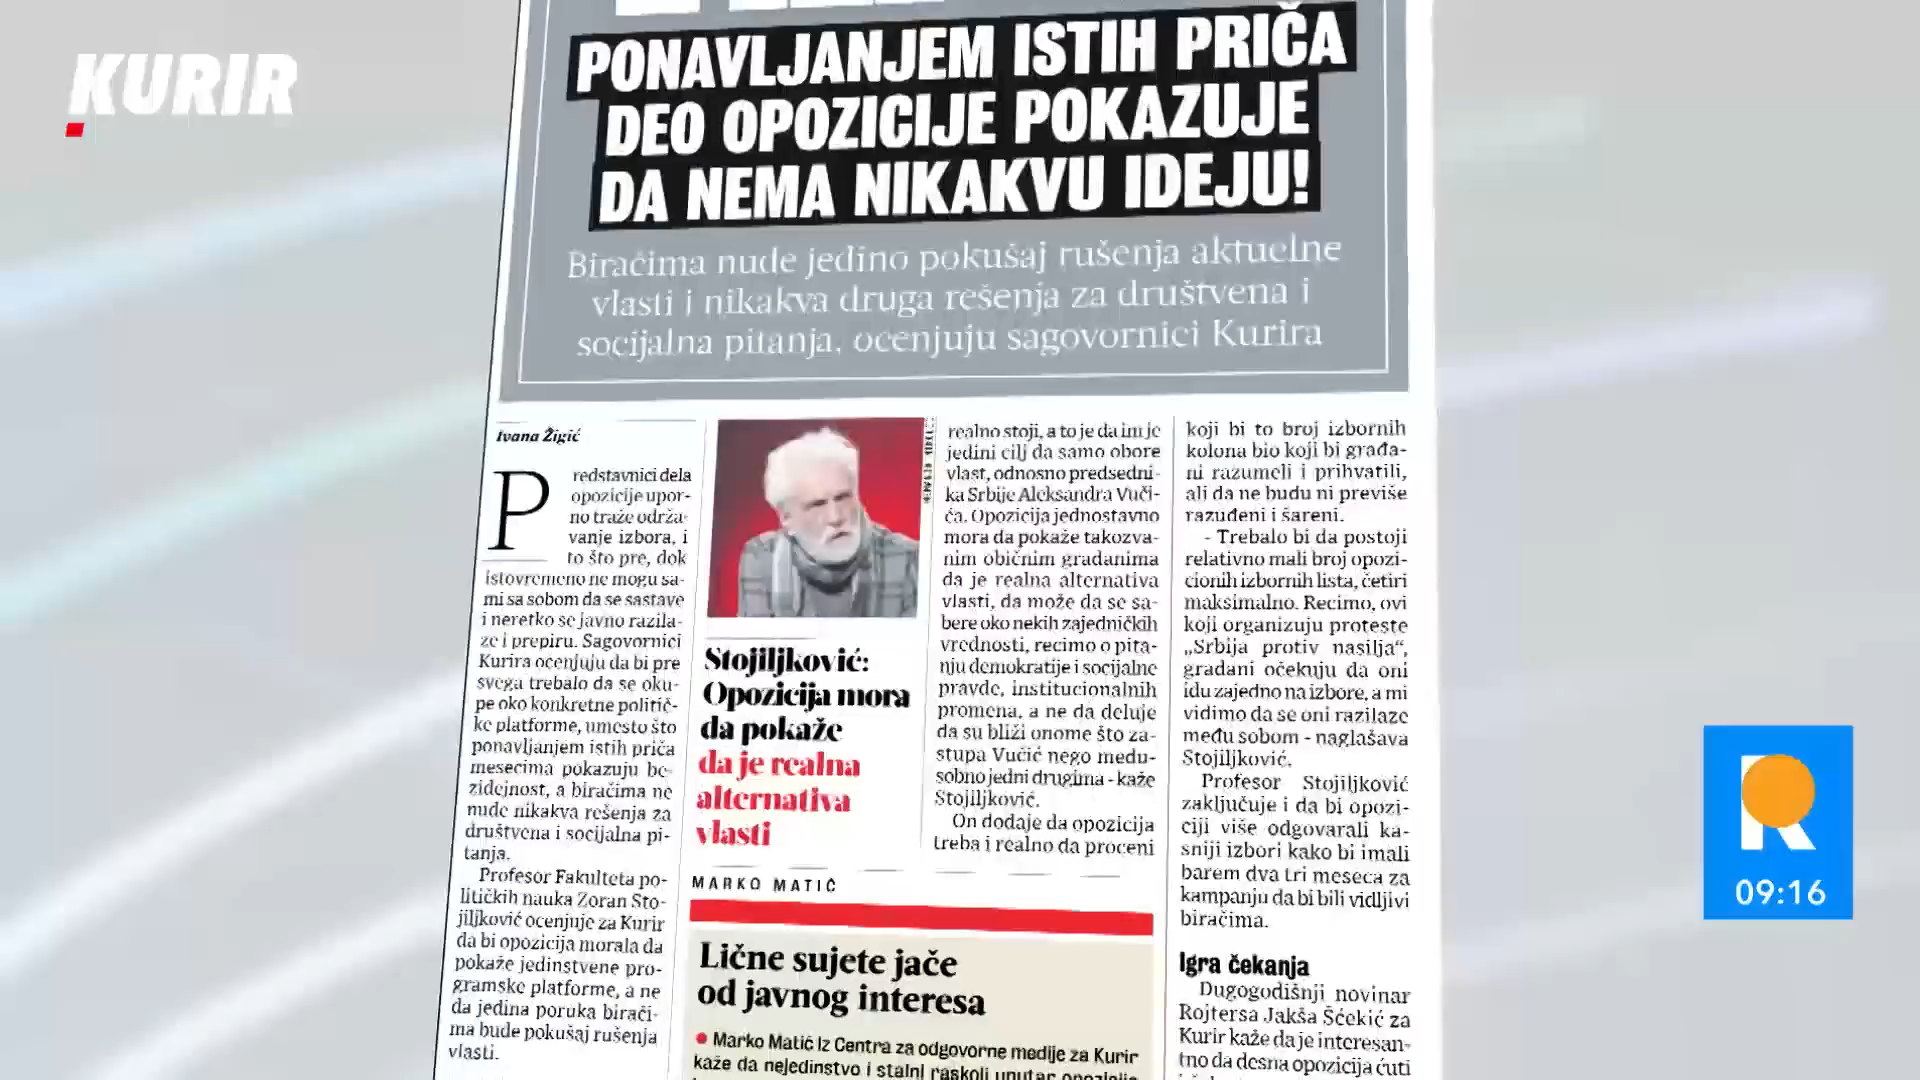 KURIR
PONAVLJANJEM ISTIH PRIČA
DEO OPOZICIJE POKAZUJE
DA NEMA NIKAKVU IDEJU!
Biračima nude jedino pokušaj rušenja aktuelne
vlasti i nikakva druga rešenja za društvena i
socijalna pitanja, ocenjuju sagovornici Kurira
Ivana Žigić
Predstavnici dela
opozicije upor-
no traže održa-
vanje izbora, i
to što pre, dok
istovremeno ne mogu sa-
mi sa sobom da se sastave
i neretko se javno razila-
ze i prepiru. Sagovornici
Kurira ocenjuju da bi pre
svega trebalo da se oku-
pe oko konkretne politič-
ke platforme, umesto što
ponavljanjem istih priča
mesecima pokazuju be-
zidejnost, a biračima ne
nude nikakva rešenja za
društvena i socijalna pi-
tanja.
Profesor Fakulteta po-
litičkih nauka Zoran Sto-
jiljković ocenjuje za Kurir
da bi opozicija morala da
pokaže jedinstvene pro-
gramske platforme, a ne
da jedina poruka birači-
ma bude pokušaj rušenja
vlasti.
Stojiljković:
Opozicija mora
da pokaže
da je realna
alternativa
vlasti
realno stoji, a to je da im je
jedini cilj da samo obore
vlast, odnosno predsedni-
ka Srbije Aleksandra Vuči-
ća. Opozicija jednostavno
mora da pokaže takozva-
nim običnim građanima
da je realna alternativa
vlasti, da može da se sa-
bere oko nekih zajedničkih
vrednosti, recimo o pita-
nju demokratije i socijalne
pravde, institucionalnih
promena, a ne da deluje
da su bliži onome što za-
stupa Vučić nego među-
sobno jedni drugima - kaže
Stojiljković.
On dodaje da opozicija
treba i realno da proceni
koji bi to broj izbornih
kolona bio koji bi građa-
ni razumeli i prihvatili,
ali da ne budu ni previše
razuđeni i šareni.
- Trebalo bi da postoji
relativno mali broj opozi-
cionih izbornih lista, četiri
maksimalno. Recimo, ovi
koji organizuju proteste
„Srbija protiv nasilja“,
građani očekuju da oni
idu zajedno na izbore, a mi
vidimo da se oni razilaze
među sobom - naglašava
Stojiljković.
Profesor Stojiljković
zaključuje i da bi opozi-
ciji više odgovarali ka-
sniji izbori kako bi imali
barem dva tri meseca za
kampanju da bi bili vidljivi
biračima.
Igra čekanja
Dugogodišnji novinar
Rojtersa Jakša Šćekić za
Kurir kaže da je interesan-
tno da desna opozicija ćuti
MARKO MATIĆ
Lične sujete jače
od javnog interesa
• Marko Matić iz Centra za odgovorne medije za Kurir
kaže da nejedinstvo i stalni raskoli unutar opozicije
R
09:16